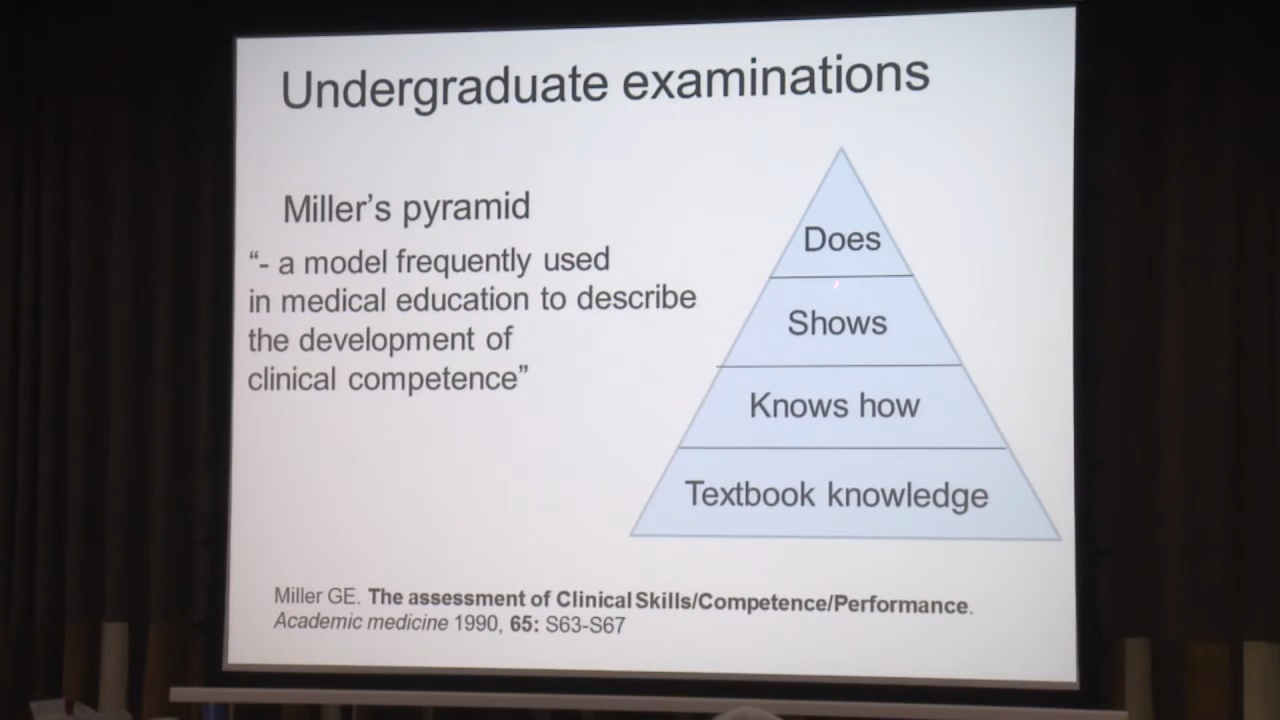 Undergraduate examinations
Miller's pyramid
“- a model frequently used
in medical education to describe
the development of
clinical competence”
Does
Shows
Knows how
Textbook knowledge
Miller GE. The assessment of Clinical Skills/Competence/Performance.
Academic medicine 1990, 65: S63-S67